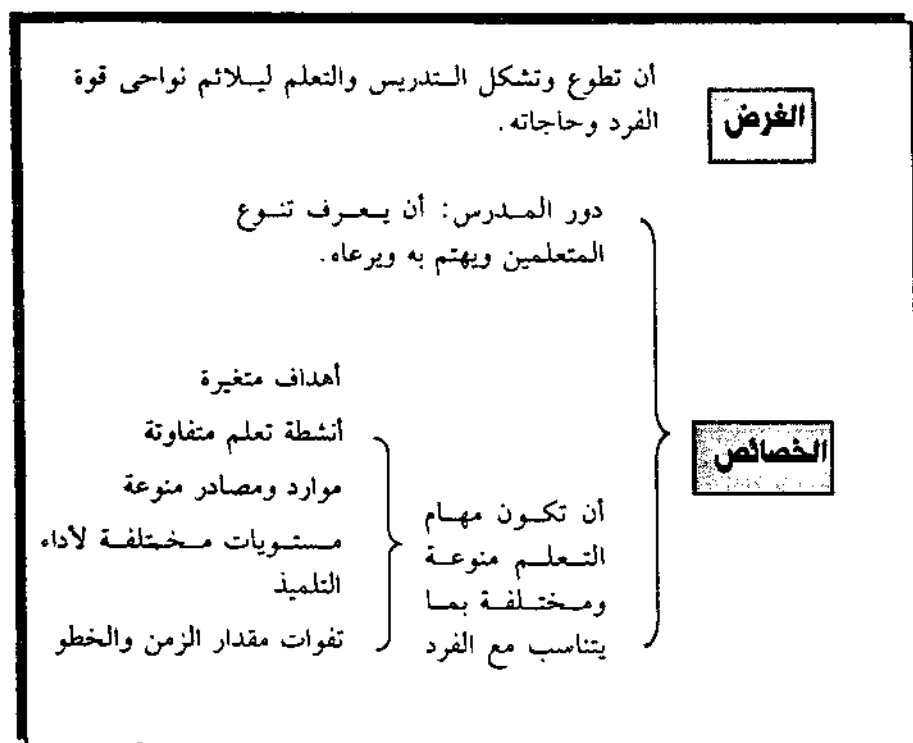 الغرض
أن تطوع وتشكل التدريس والتعلم ليلائم نواحى قوة
الفرد وحاجاته.
الخصائص
دور المدرس: أن يعرف تنوع
المتعلمين ويهتم به ويرعاه.
أن تكون مهام
التعلم منوعة
ومختلفة بما
يتناسب مع الفرد
أهداف متغيرة
أنشطة تعلم متفاوتة
موارد ومصادر منوعة
مستويات مختلفة لأداء
التلميذ
تفوات مقدار الزمن والخطو